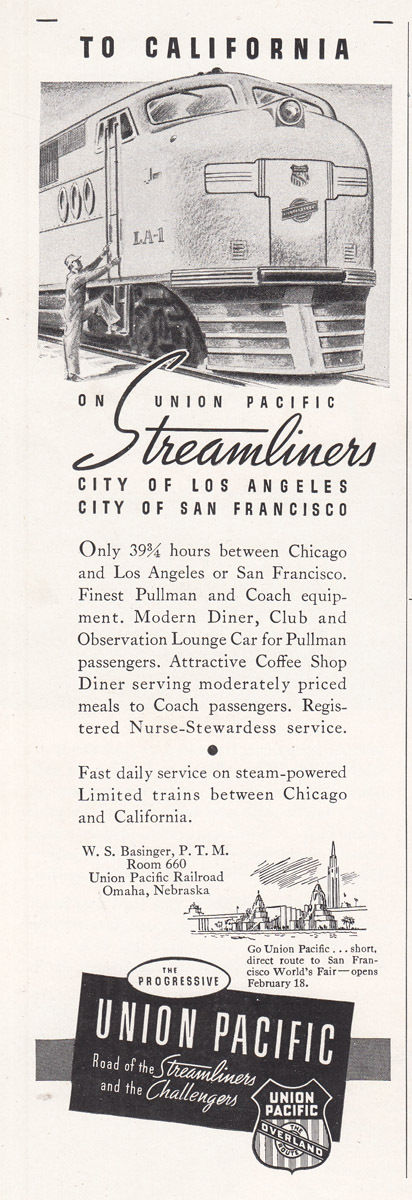 TO CALIFORNIA
LA-1
ON UNION PACIFIC
Streamliners
CITY OF LOS ANGELES
CITY OF SAN FRANCISCO
Only 39¾ hours between Chicago
and Los Angeles or San Francisco.
Finest Pullman and Coach equip-
ment. Modern Diner, Club and
Observation Lounge Car for Pullman
passengers. Attractive Coffee Shop
Diner serving moderately priced
meals to Coach passengers. Regis-
tered Nurse-Stewardess service.
●
Fast daily service on steam-powered
Limited trains between Chicago
and California.
W. S. Basinger, P. T. M.
Room 660
Union Pacific Railroad
Omaha, Nebraska
Go Union Pacific . . . short,
direct route to San Fran-
cisco World's Fair—opens
February 18.
THE
PROGRESSIVE
UNION PACIFIC
Road of the Streamliners
and the Challengers
UNION
PACIFIC
THE
OVERLAND
ROUTE